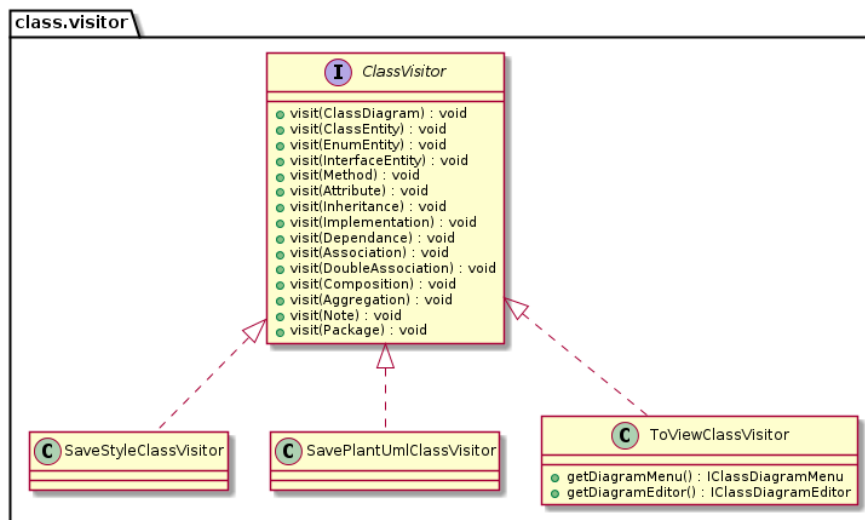 class.visitor
I ClassVisitor
visit(ClassDiagram) : void
visit(ClassEntity) : void
visit(EnumEntity) : void
visit(InterfaceEntity) : void
visit(Method) : void
visit(Attribute) : void
visit(Inheritance) : void
visit(Implementation) : void
visit(Dependance) : void
visit(Association) : void
visit(DoubleAssociation) : void
visit(Composition) : void
visit(Aggregation) : void
visit(Note) : void
visit(Package) : void
C SaveStyleClassVisitor
C SavePlantUmlClassVisitor
C ToViewClassVisitor
getDiagramMenu() : IClassDiagramMenu
getDiagramEditor() : IClassDiagramEditor